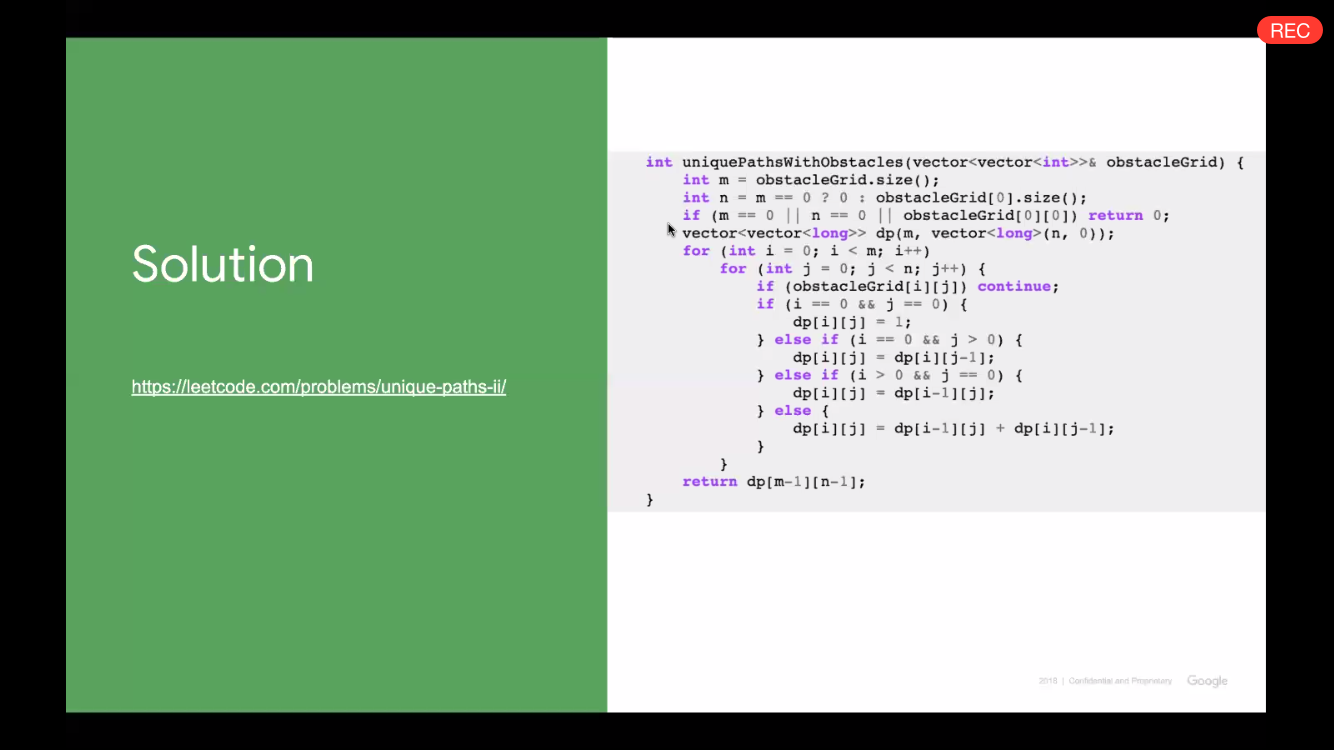 REC
Solution
https://leetcode.com/problems/unique-paths-ii/
int uniquePathsWithObstacles(vector<vector<int>>& obstacleGrid) {
    int m = obstacleGrid.size();
    int n = m == 0 ? 0 : obstacleGrid[0].size();
    if (m == 0 || n == 0 || obstacleGrid[0][0]) return 0;
    vector<vector<long>> dp(m, vector<long>(n, 0));
    for (int i = 0; i < m; i++)
        for (int j = 0; j < n; j++) {
            if (obstacleGrid[i][j]) continue;
            if (i == 0 && j == 0) {
                dp[i][j] = 1;
            } else if (i == 0 && j > 0) {
                dp[i][j] = dp[i][j-1];
            } else if (i > 0 && j == 0) {
                dp[i][j] = dp[i-1][j];
            } else {
                dp[i][j] = dp[i-1][j] + dp[i][j-1];
            }
        }
    return dp[m-1][n-1];
}
2018 | Confidential and Proprietary Google